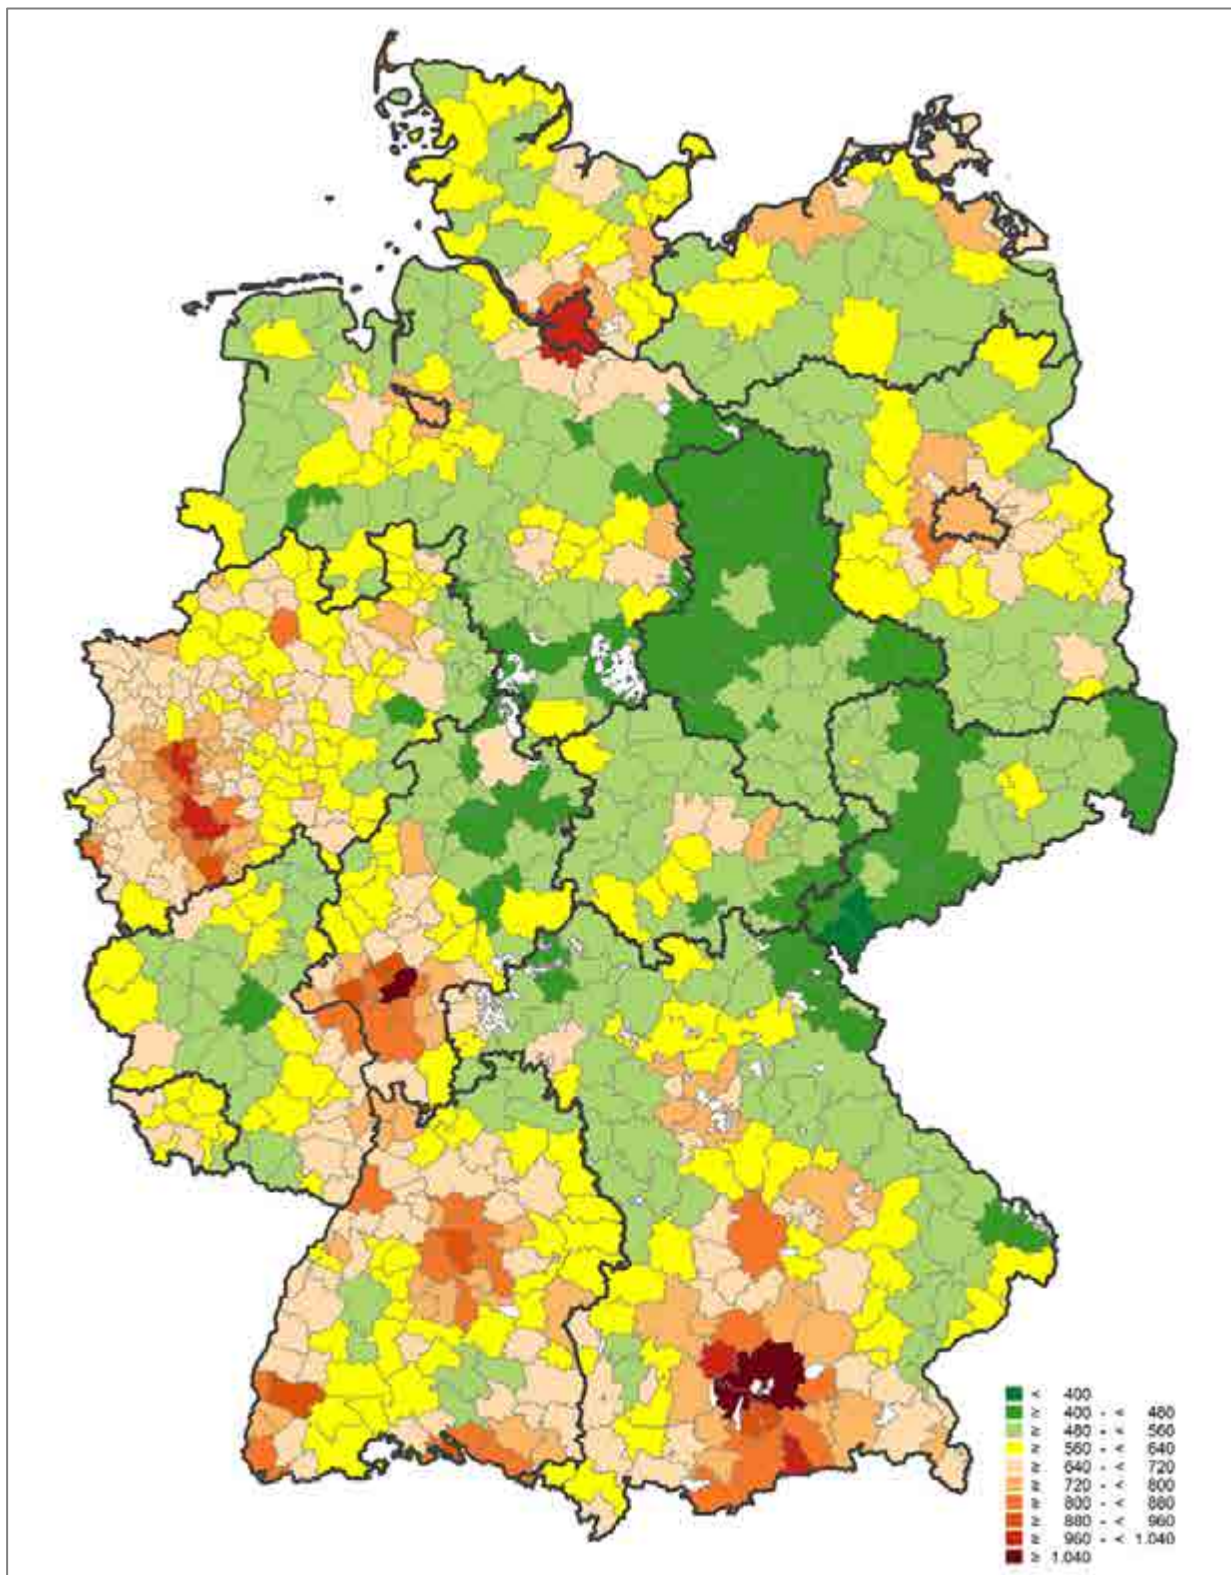 < 400
≥ 400 - < 480
≥ 480 - < 560
≥ 560 - < 640
≥ 640 - < 720
≥ 720 - < 800
≥ 800 - < 880
≥ 880 - < 960
≥ 960 - < 1.040
≥ 1.040